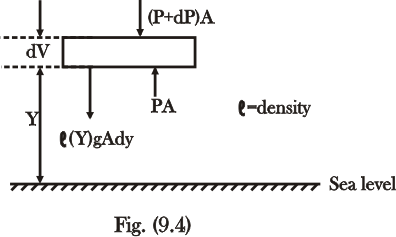 (P+dP)A
dV
PA
Y
ϱ=density
ϱ(Y)gAdy
Sea level
Fig. (9.4)